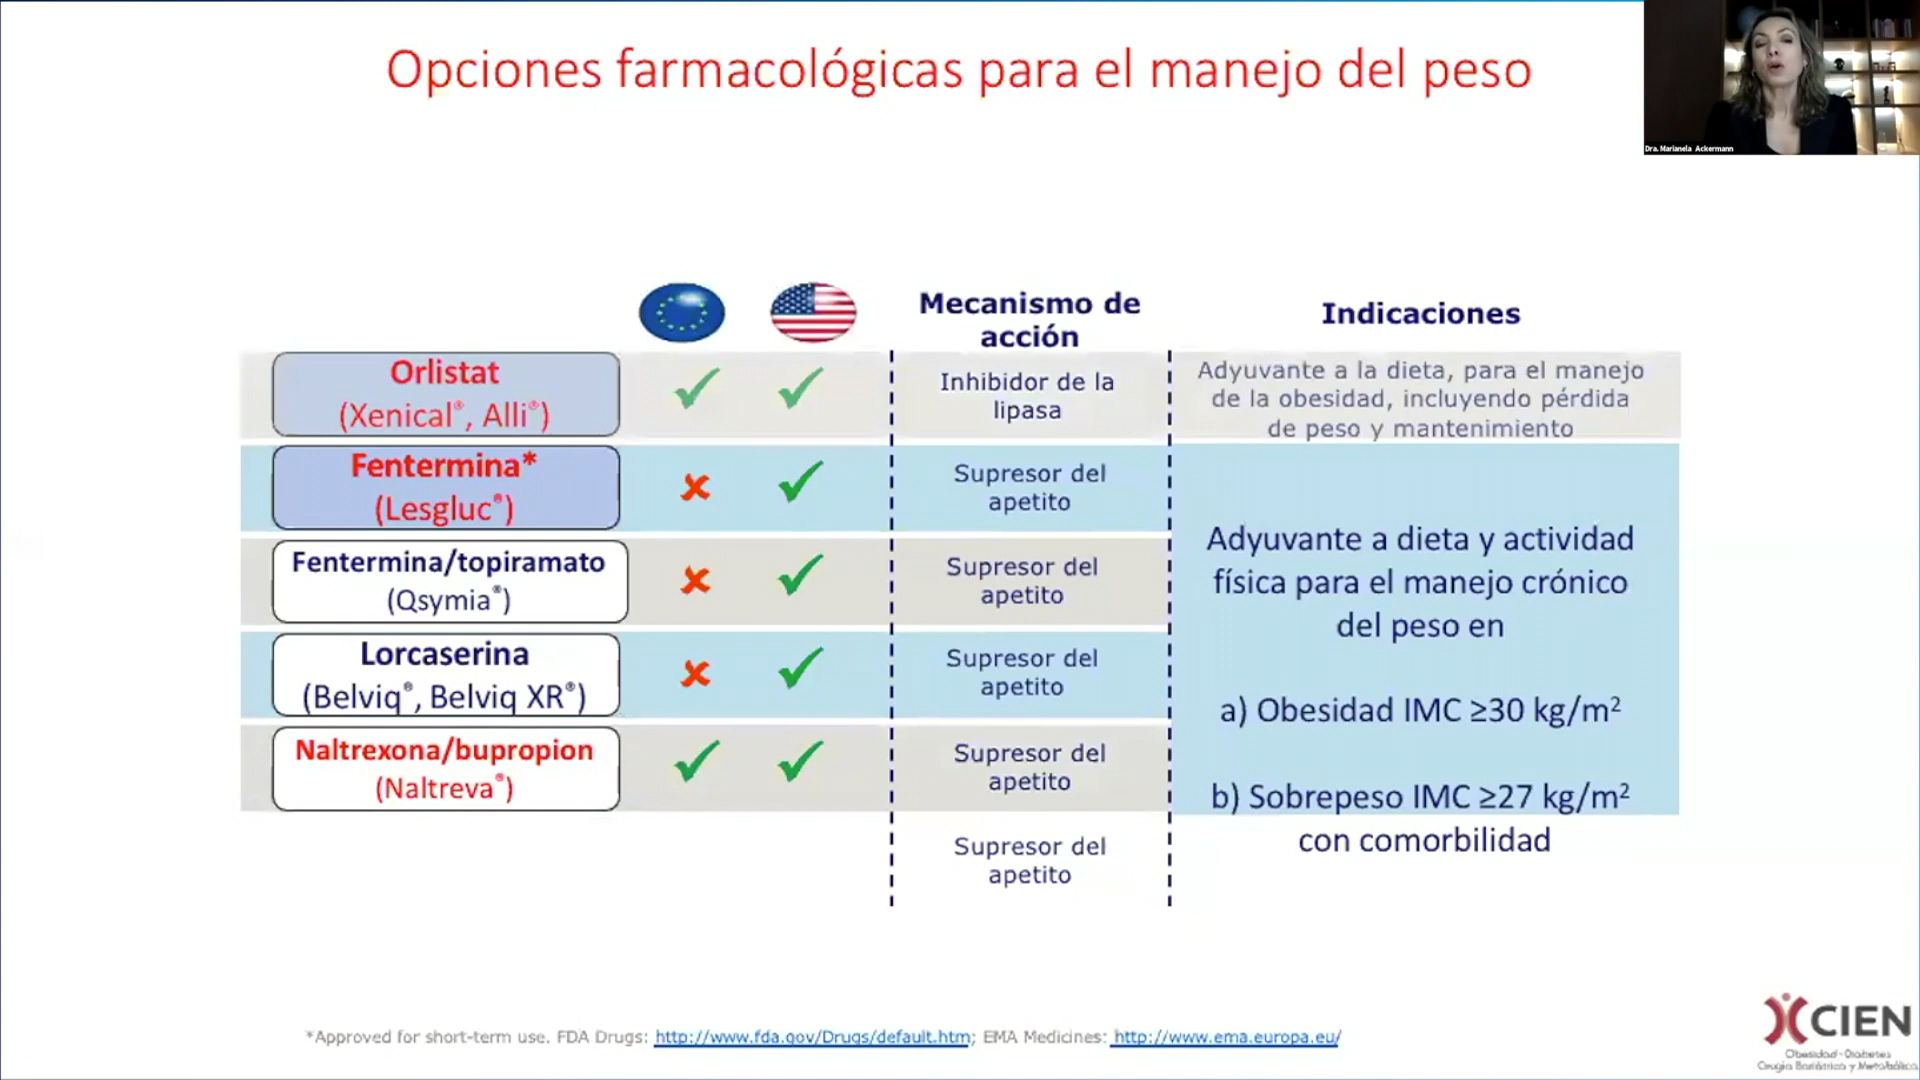 Opciones farmacológicas para el manejo del peso
Dra. Marianela Ackermann
Mecanismo de
acción
Indicaciones
Orlistat
(Xenical®, Alli®)
Inhibidor de la
lipasa
Adyuvante a la dieta, para el manejo
de la obesidad, incluyendo pérdida
de peso y mantenimiento
Fentermina*
(Lesgluc®)
Supresor del
apetito
Fentermina/topiramato
(Qsymia®)
Supresor del
apetito
Lorcaserina
(Belviq®, Belviq XR®)
Supresor del
apetito
Naltrexona/bupropion
(Naltreva®)
Supresor del
apetito
Supresor del
apetito
Adyuvante a dieta y actividad
física para el manejo crónico
del peso en
a) Obesidad IMC ≥30 kg/m²
b) Sobrepeso IMC ≥27 kg/m²
con comorbilidad
*Approved for short-term use. FDA Drugs: http://www.fda.gov/Drugs/default.htm; EMA Medicines: http://www.ema.europa.eu/
CIEN
Obesidad - Diabetes
Cirugía Bariátrica y Metabólica